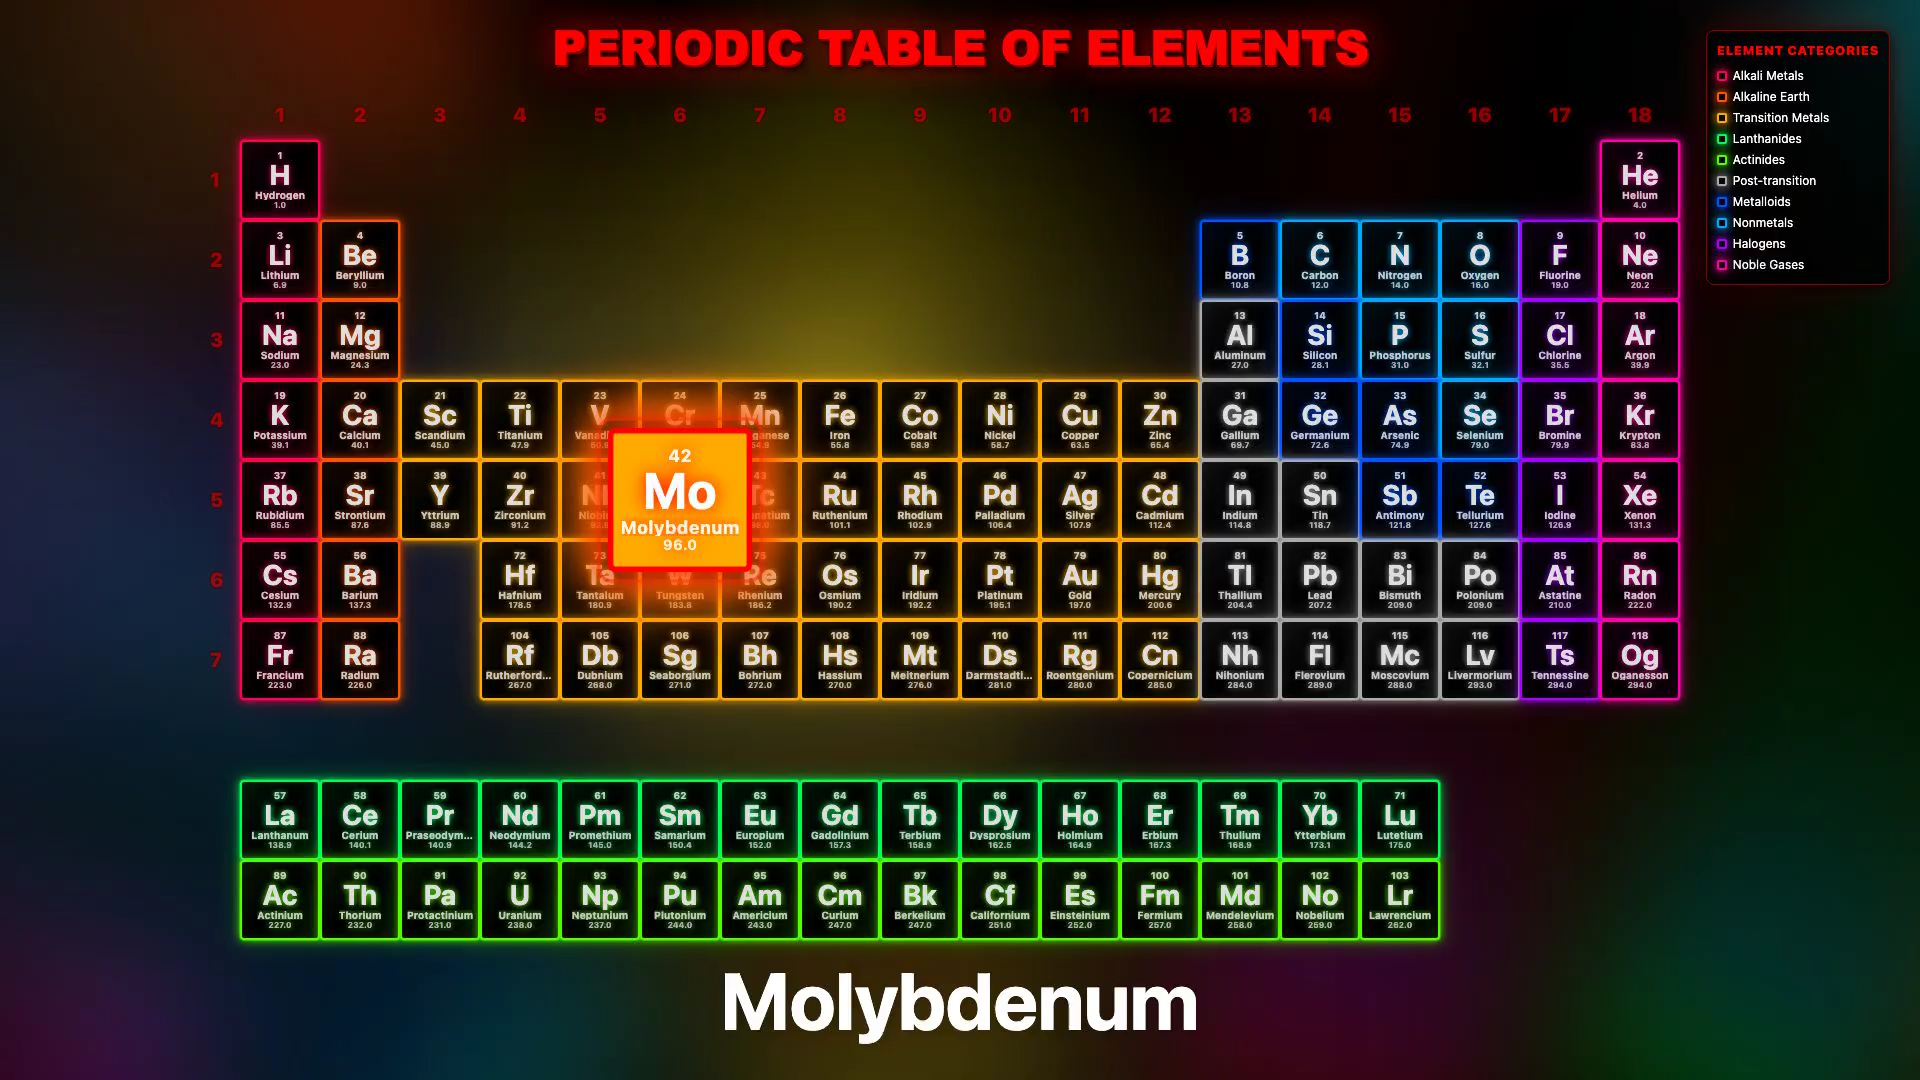 PERIODIC TABLE OF ELEMENTS
ELEMENT CATEGORIES
Alkali Metals
Alkaline Earth
Transition Metals
Lanthanides
Actinides
Post-transition
Metalloids
Nonmetals
Halogens
Noble Gases
1 2 3 4 5 6 7 8 9 10 11 12 13 14 15 16 17 18
1
1 2
H He
Hydrogen Helium
1.0 4.0
2
3 4 5 6 7 8 9 10
Li Be B C N O F Ne
Lithium Beryllium Boron Carbon Nitrogen Oxygen Fluorine Neon
6.9 9.0 10.8 12.0 14.0 16.0 19.0 20.2
3
11 12 13 14 15 16 17 18
Na Mg Al Si P S Cl Ar
Sodium Magnesium Aluminum Silicon Phosphorus Sulfur Chlorine Argon
23.0 24.3 27.0 28.1 31.0 32.1 35.5 39.9
4
19 20 21 22 23 24 25 26 27 28 29 30 31 32 33 34 35 36
K Ca Sc Ti V Cr Mn Fe Co Ni Cu Zn Ga Ge As Se Br Kr
Potassium Calcium Scandium Titanium Iron Cobalt Nickel Copper Zinc Gallium Germanium Arsenic Selenium Bromine Krypton
39.1 40.1 45.0 47.9 55.8 58.9 58.7 63.5 65.4 69.7 72.6 74.9 79.0 79.9 83.8
5
37 38 39 40 41 42 43 44 45 46 47 48 49 50 51 52 53 54
Rb Sr Y Zr Mo Tc Ru Rh Pd Ag Cd In Sn Sb Te I Xe
Rubidium Strontium Yttrium Zirconium Molybdenum Ruthenium Rhodium Palladium Silver Cadmium Indium Tin Antimony Tellurium Iodine Xenon
85.5 87.6 88.9 91.2 96.0 101.1 102.9 106.4 107.9 112.4 114.8 118.7 121.8 127.6 126.9 131.3
6
55 56 72 73 75 76 77 78 79 80 81 82 83 84 85 86
Cs Ba Hf Ta W Re Os Ir Pt Au Hg Tl Pb Bi Po At Rn
Cesium Barium Hafnium Tantalum Tungsten Rhenium Osmium Iridium Platinum Gold Mercury Thallium Lead Bismuth Polonium Astatine Radon
132.9 137.3 178.5 180.9 183.8 186.2 190.2 192.2 195.1 197.0 200.6 204.4 207.2 209.0 209.0 210.0 222.0
7
87 88 104 105 106 107 108 109 110 111 112 113 114 115 116 117 118
Fr Ra Rf Db Sg Bh Hs Mt Ds Rg Cn Nh Fl Mc Lv Ts Og
Francium Radium Rutherford... Dubnium Seaborgium Bohrium Hassium Meitnerium Darmstadti... Roentgenium Copernicium Nihonium Flerovium Moscovium Livermorium Tennessine Oganesson
223.0 226.0 267.0 268.0 271.0 272.0 270.0 276.0 281.0 280.0 285.0 284.0 289.0 288.0 293.0 294.0 294.0
57 58 59 60 61 62 63 64 65 66 67 68 69 70 71
La Ce Pr Nd Pm Sm Eu Gd Tb Dy Ho Er Tm Yb Lu
Lanthanum Cerium Praseodym... Neodymium Promethium Samarium Europium Gadolinium Terbium Dysprosium Holmium Erbium Thulium Ytterbium Lutetium
138.9 140.1 140.9 144.2 145.0 150.4 152.0 157.3 158.9 162.5 164.9 167.3 168.9 173.1 175.0
89 90 91 92 93 94 95 96 97 98 99 100 101 102 103
Ac Th Pa U Np Pu Am Cm Bk Cf Es Fm Md No Lr
Actinium Thorium Protactinium Uranium Neptunium Plutonium Americium Curium Berkelium Californium Einsteinium Fermium Mendelevium Nobelium Lawrencium
227.0 232.0 231.0 238.0 237.0 244.0 243.0 247.0 247.0 251.0 252.0 257.0 258.0 259.0 262.0
Molybdenum